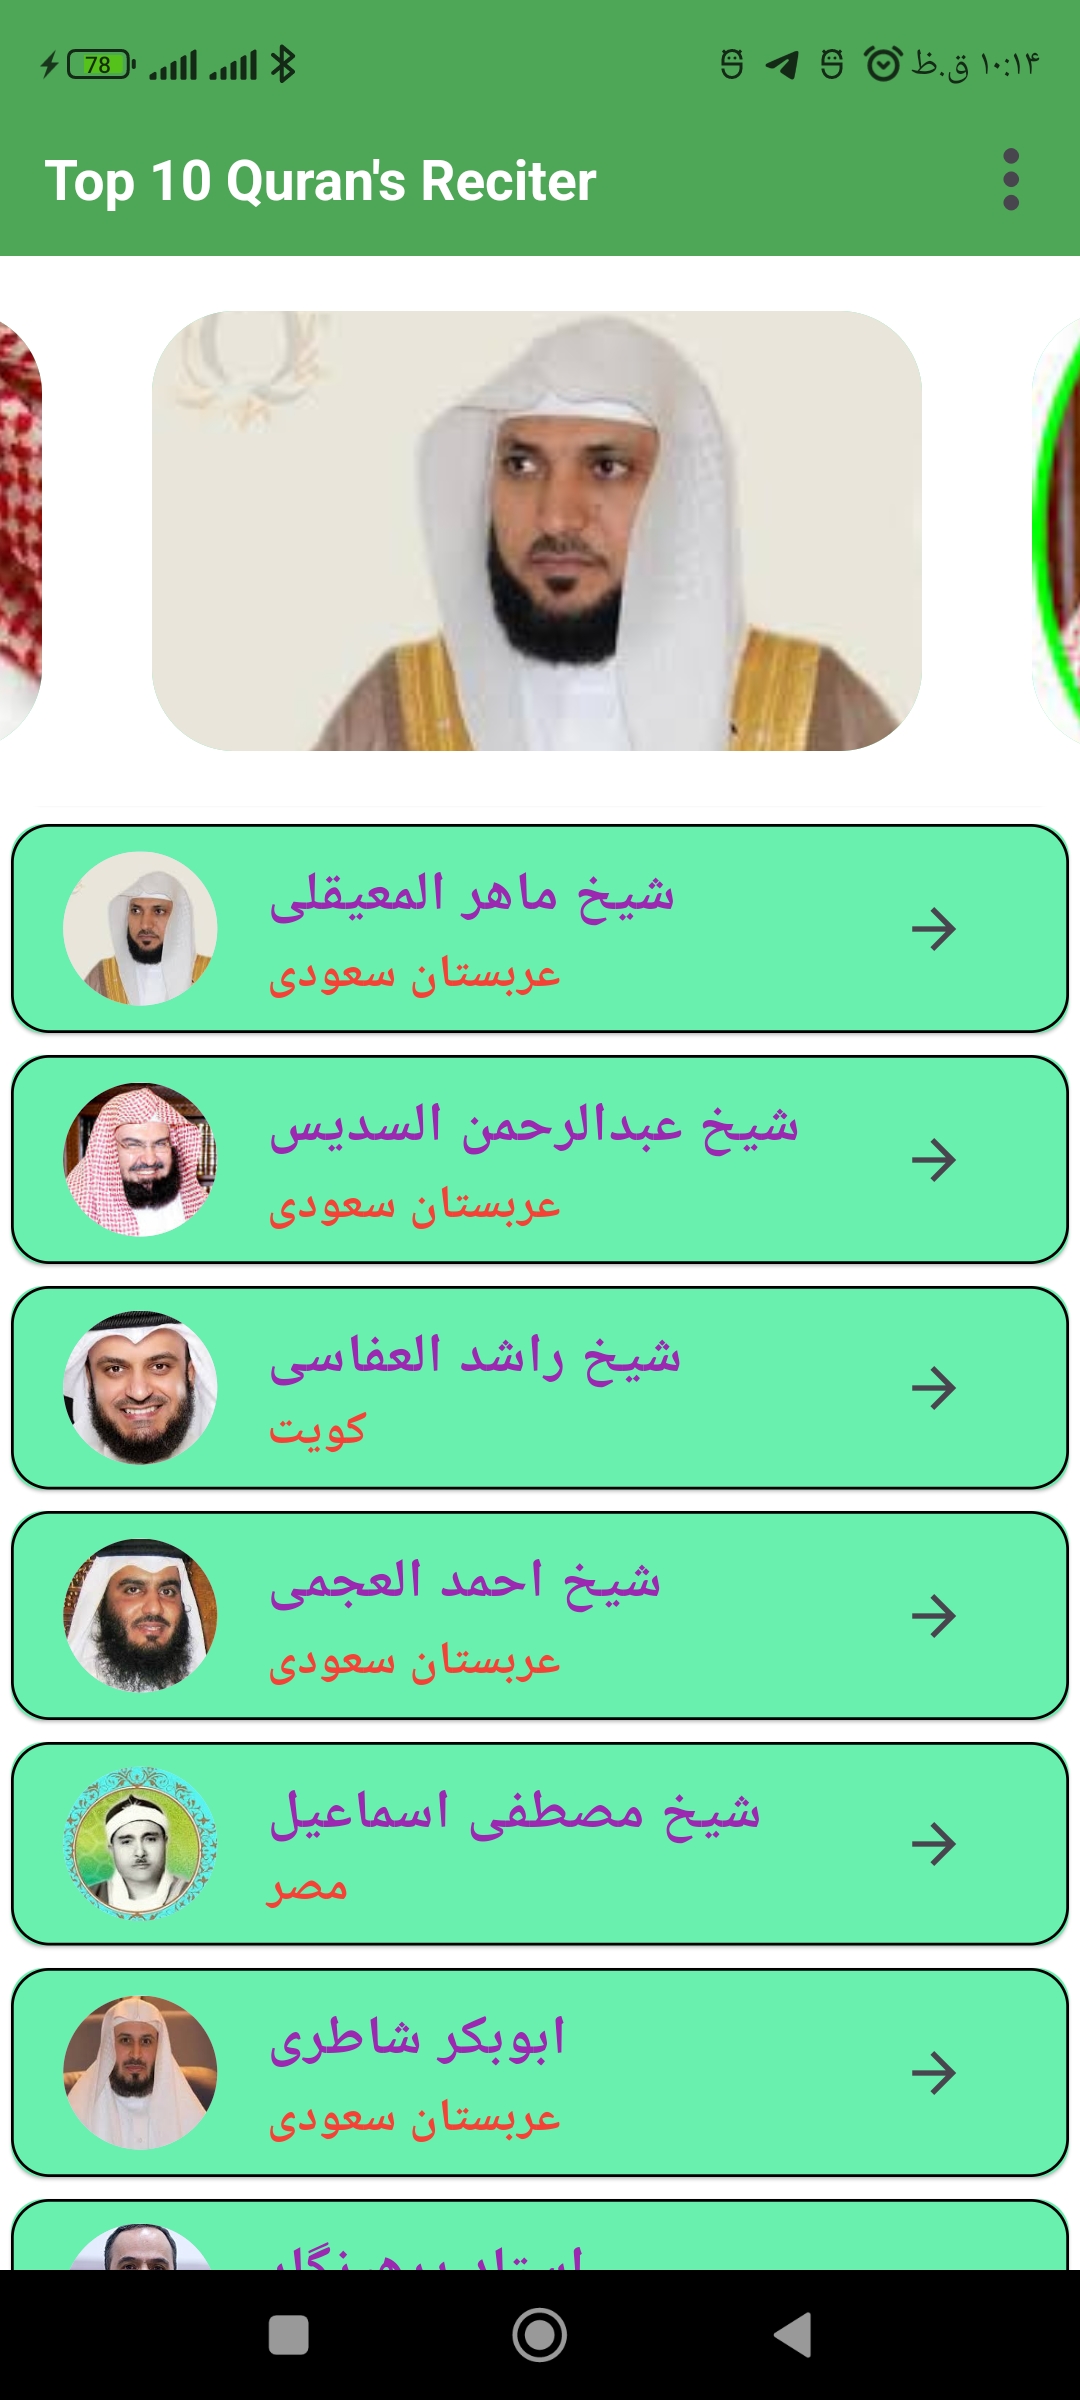 78
۱۰:۱۴ ق.ظ
Top 10 Quran's Reciter
شیخ ماهر المعیقلی
عربستان سعودی
شیخ عبدالرحمن السدیس
عربستان سعودی
شیخ راشد العفاسی
کویت
شیخ احمد العجمی
عربستان سعودی
شیخ مصطفی اسماعیل
مصر
ابوبکر شاطری
عربستان سعودی